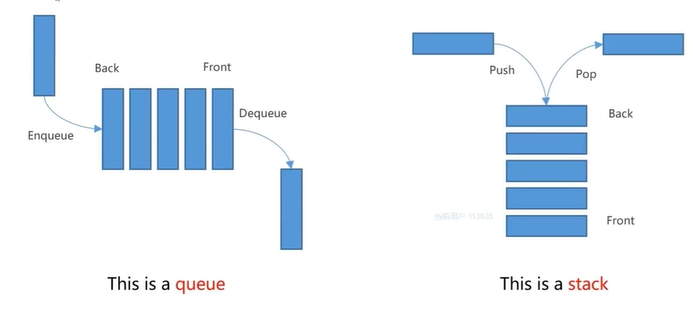 Back
Front
Enqueue
Dequeue
This is a queue
Push
Pop
Back
Front
当前用户: 113635
This is a stack